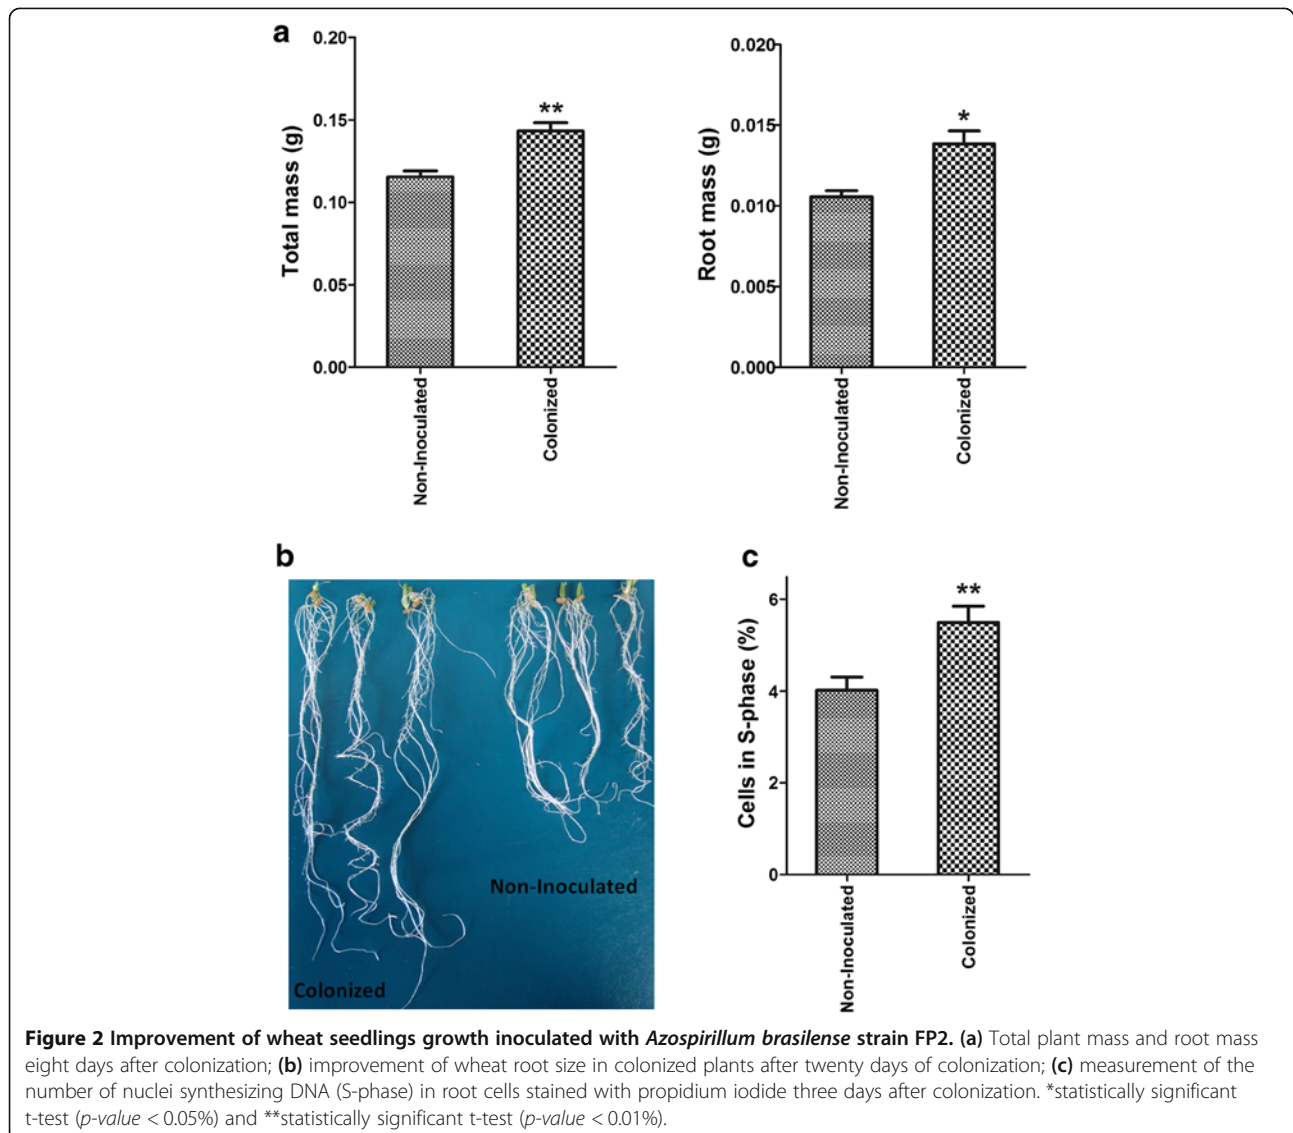 a
0.20
0.15
0.10
0.05
0.00
Total mass (g)
**
Non-Inoculated
Colonized
0.020
0.015
0.010
0.005
0.000
Root mass (g)
*
Non-Inoculated
Colonized
b
Non-Inoculated
Colonized
c
6
4
2
0
Cells in S-phase (%)
**
Non-Inoculated
Colonized
Figure 2 Improvement of wheat seedlings growth inoculated with Azospirillum brasilense strain FP2. (a) Total plant mass and root mass
eight days after colonization; (b) improvement of wheat root size in colonized plants after twenty days of colonization; (c) measurement of the
number of nuclei synthesizing DNA (S-phase) in root cells stained with propidium iodide three days after colonization. *statistically significant
t-test (p-value < 0.05%) and **statistically significant t-test (p-value < 0.01%).